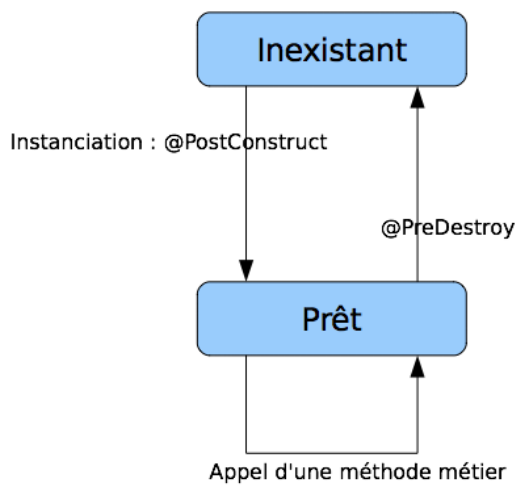 Inexistant
Instanciation : @PostConstruct
@PreDestroy
Prêt
Appel d'une méthode métier